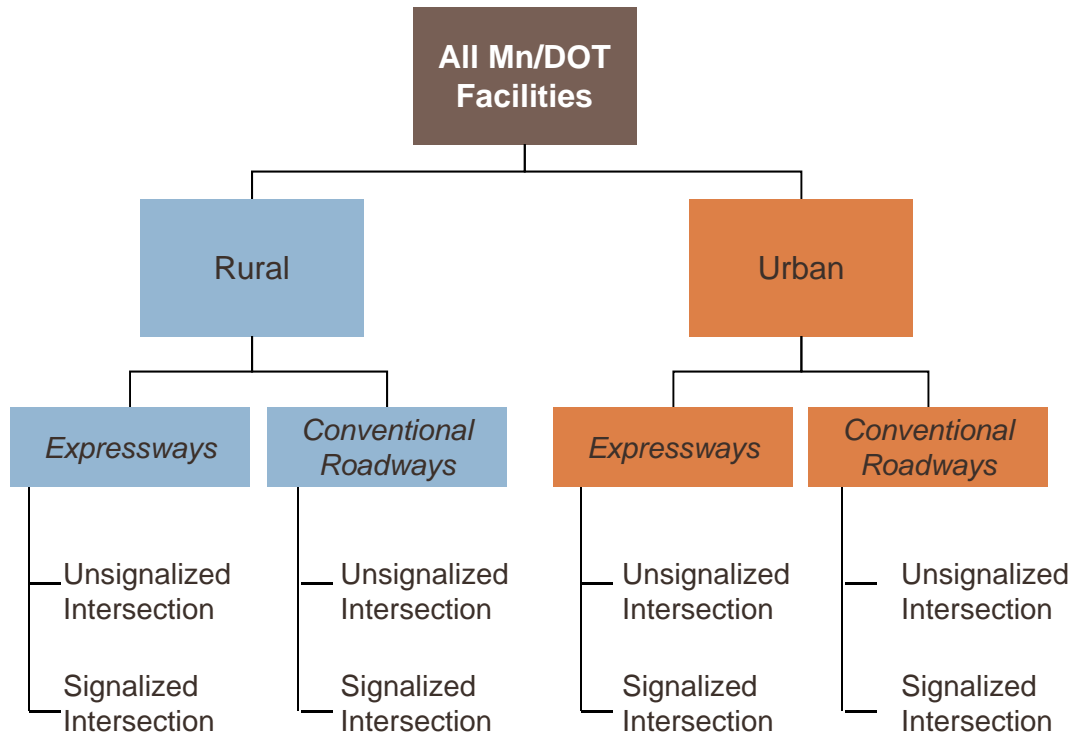 All Mn/DOT
Facilities
Rural
Urban
Expressways
Conventional
Roadways
Expressways
Conventional
Roadways
Unsignalized
Intersection
Unsignalized
Intersection
Unsignalized
Intersection
Unsignalized
Intersection
Signalized
Intersection
Signalized
Intersection
Signalized
Intersection
Signalized
Intersection